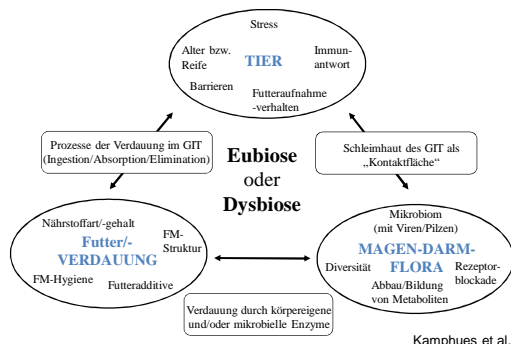 Stress
Alter bzw.
Reife
TIER
Immun-
antwort
Barrieren
Futteraufnahme
-verhalten
Prozesse der Verdauung im GIT
(Ingestion/Absorption/Elimination)
Eubiose
oder
Dysbiose
Schleimhaut des GIT als
„Kontaktfläche“
Nährstoffart/-gehalt
Futter/-
VERDAUUNG
FM-
Struktur
FM-Hygiene
Futteradditive
Mikrobiom
(mit Viren/Pilzen)
MAGEN-DARM-
FLORA
Diversität
Rezeptor-
blockade
Abbau/Bildung
von Metaboliten
Verdauung durch körpereigene
und/oder mikrobielle Enzyme
Kamphues et al.